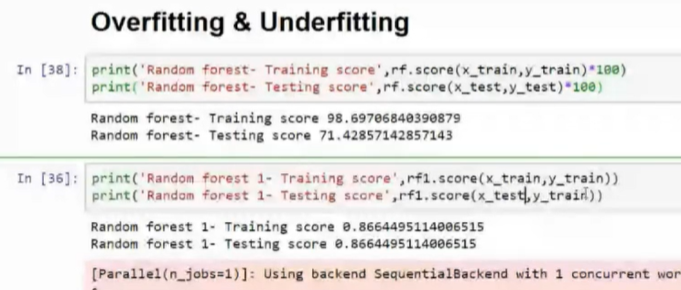 Overfitting & Underfitting
In [38]: print('Random forest- Training score',rf.score(x_train,y_train)*100)
print('Random forest- Testing score',rf.score(x_test,y_test)*100)
Random forest- Training score 98.69706840390879
Random forest- Testing score 71.42857142857143
In [36]: print('Random forest 1- Training score',rf1.score(x_train,y_train))
print('Random forest 1- Testing score',rf1.score(x_test,y_train))
Random forest 1- Training score 0.8664495114006515
Random forest 1- Testing score 0.8664495114006515
[Parallel(n_jobs=1)]: Using backend SequentialBackend with 1 concurrent wor